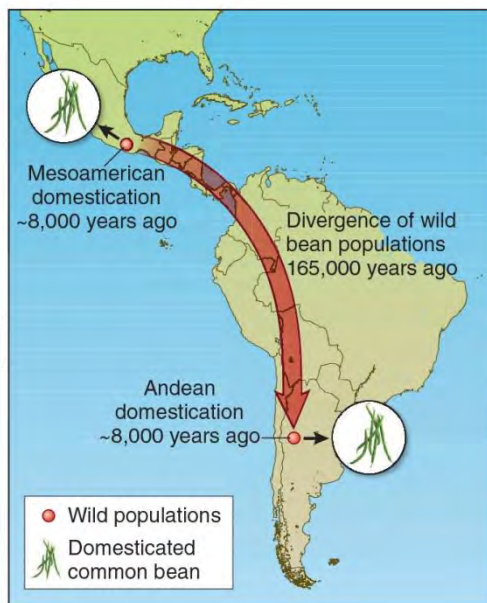 Mesoamerican
domestication
~8,000 years ago
Divergence of wild
bean populations
165,000 years ago
Andean
domestication
~8,000 years ago
Wild populations
Domesticated
common bean